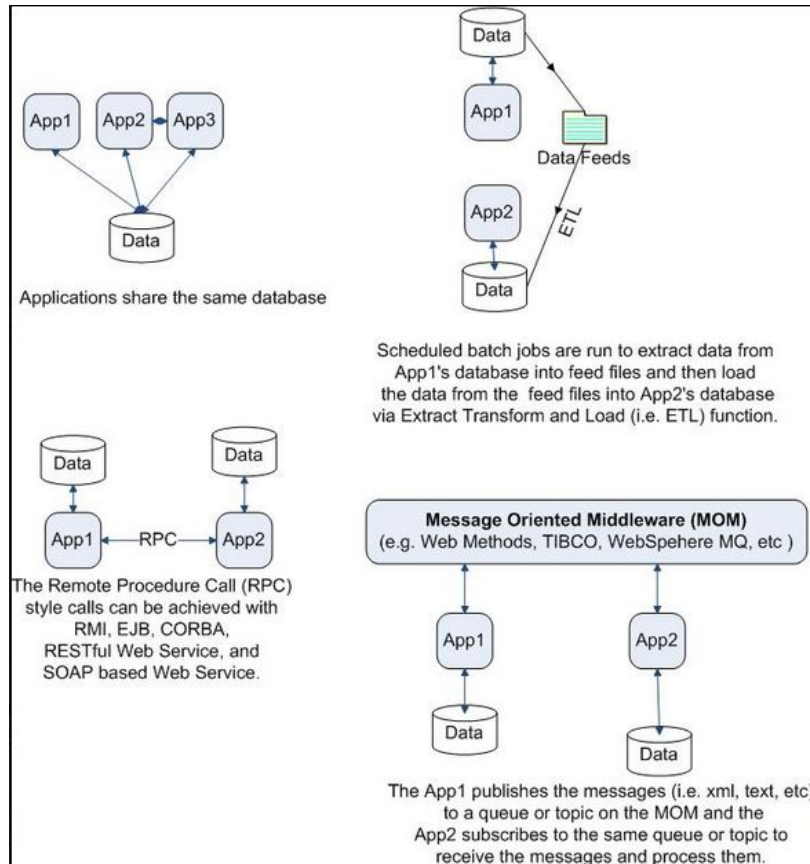 App1
App2
App3
Data
Applications share the same database
Data
App1
Data Feeds
App2
ETL
Data
Scheduled batch jobs are run to extract data from
App1's database into feed files and then load
the data from the feed files into App2's database
via Extract Transform and Load (i.e. ETL) function.
Data
Data
App1
RPC
App2
The Remote Procedure Call (RPC)
style calls can be achieved with
RMI, EJB, CORBA,
RESTful Web Service, and
SOAP based Web Service.
Message Oriented Middleware (MOM)
(e.g. Web Methods, TIBCO, WebSpehere MQ, etc )
App1
App2
Data
Data
The App1 publishes the messages (i.e. xml, text, etc)
to a queue or topic on the MOM and the
App2 subscribes to the same queue or topic to
receive the messages and process them.